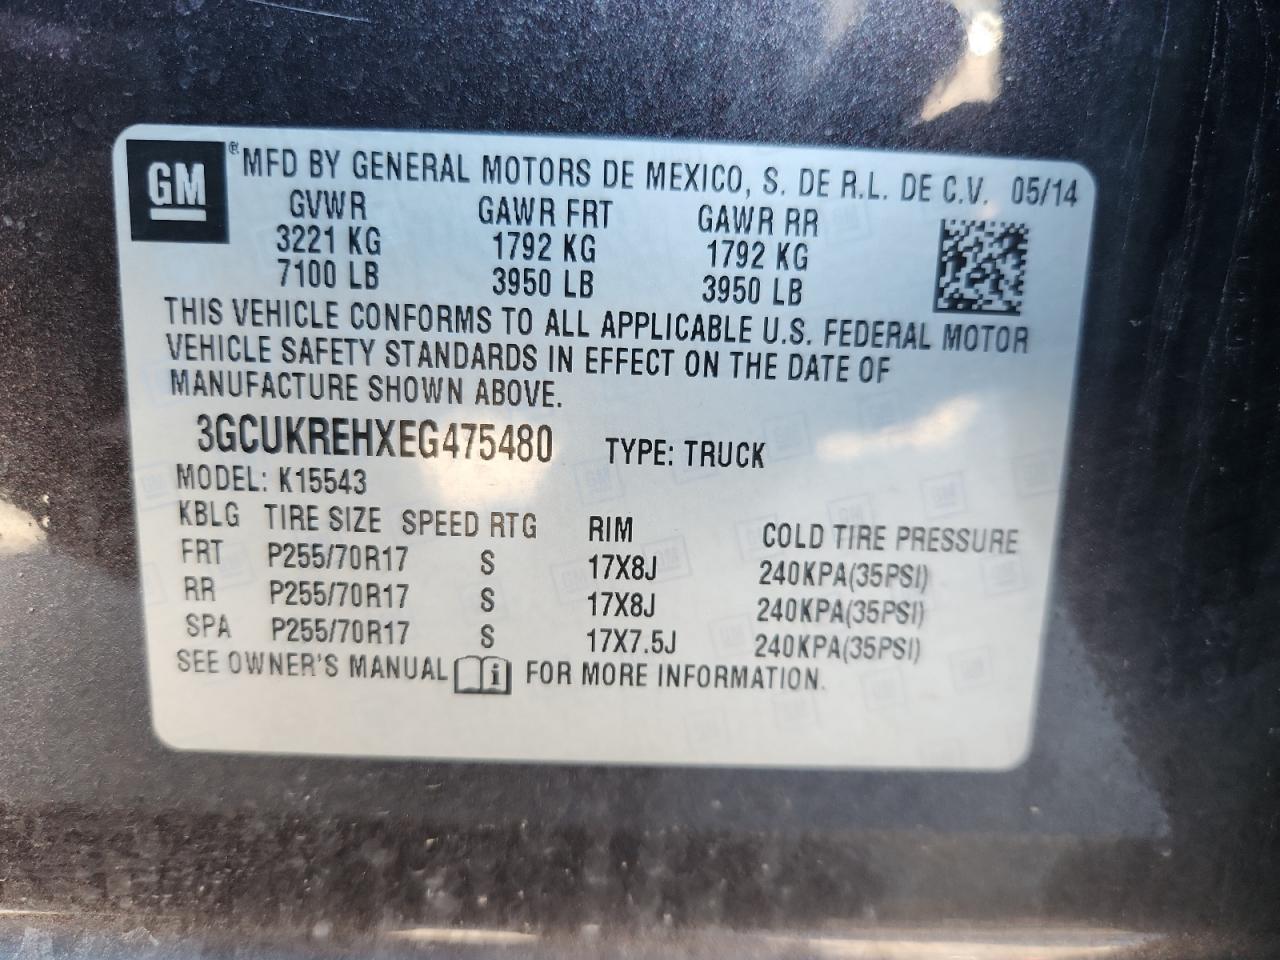 GM ® MFD BY GENERAL MOTORS DE MEXICO, S. DE R.L. DE C.V. 05/14
GVWR GAWR FRT GAWR RR
3221 KG 1792 KG 1792 KG
7100 LB 3950 LB 3950 LB
THIS VEHICLE CONFORMS TO ALL APPLICABLE U.S. FEDERAL MOTOR
VEHICLE SAFETY STANDARDS IN EFFECT ON THE DATE OF
MANUFACTURE SHOWN ABOVE.
3GCUKREHXEG475480 TYPE: TRUCK
MODEL: K15543
KBLG TIRE SIZE SPEED RTG RIM COLD TIRE PRESSURE
FRT P255/70R17 S 17X8J 240KPA(35PSI)
RR P255/70R17 S 17X8J 240KPA(35PSI)
SPA P255/70R17 S 17X7.5J 240KPA(35PSI)
SEE OWNER'S MANUAL i FOR MORE INFORMATION.